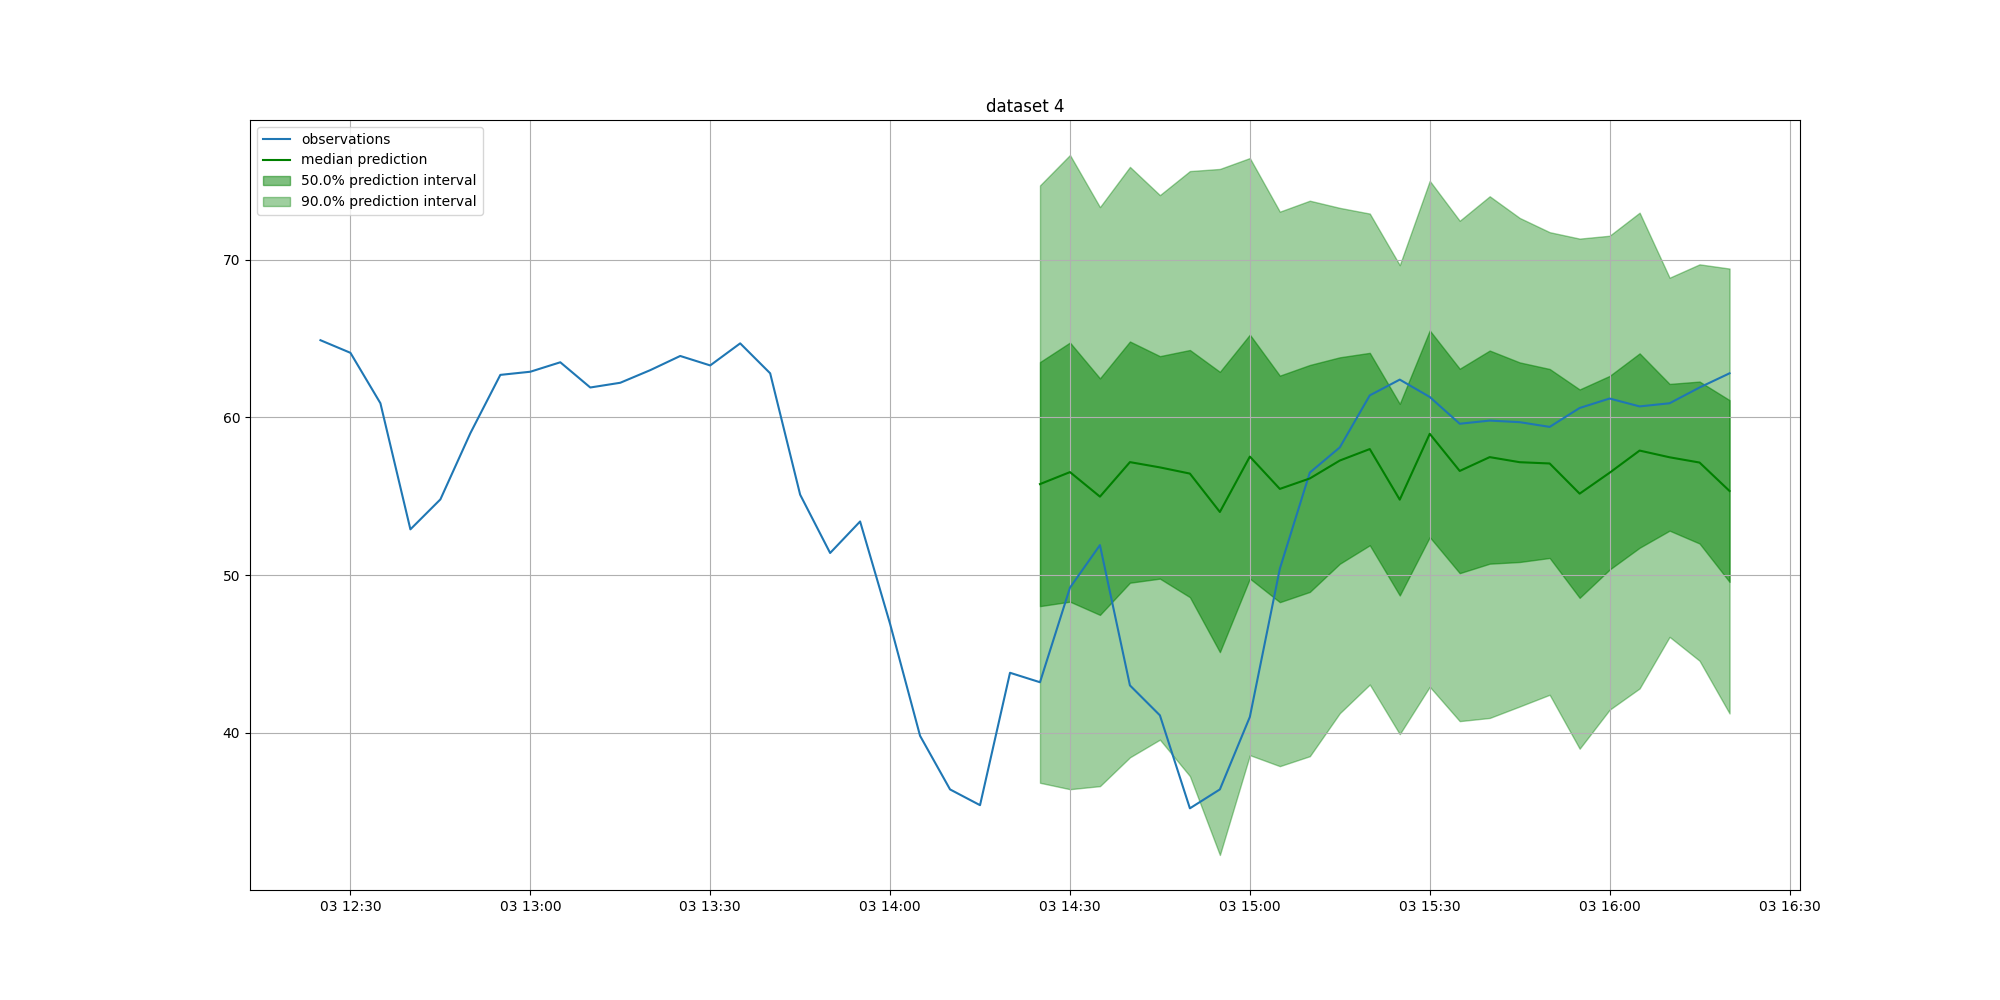 dataset 4
observations
median prediction
50.0% prediction interval
90.0% prediction interval
70
60
50
40
03 12:30 03 13:00 03 13:30 03 14:00 03 14:30 03 15:00 03 15:30 03 16:00 03 16:30